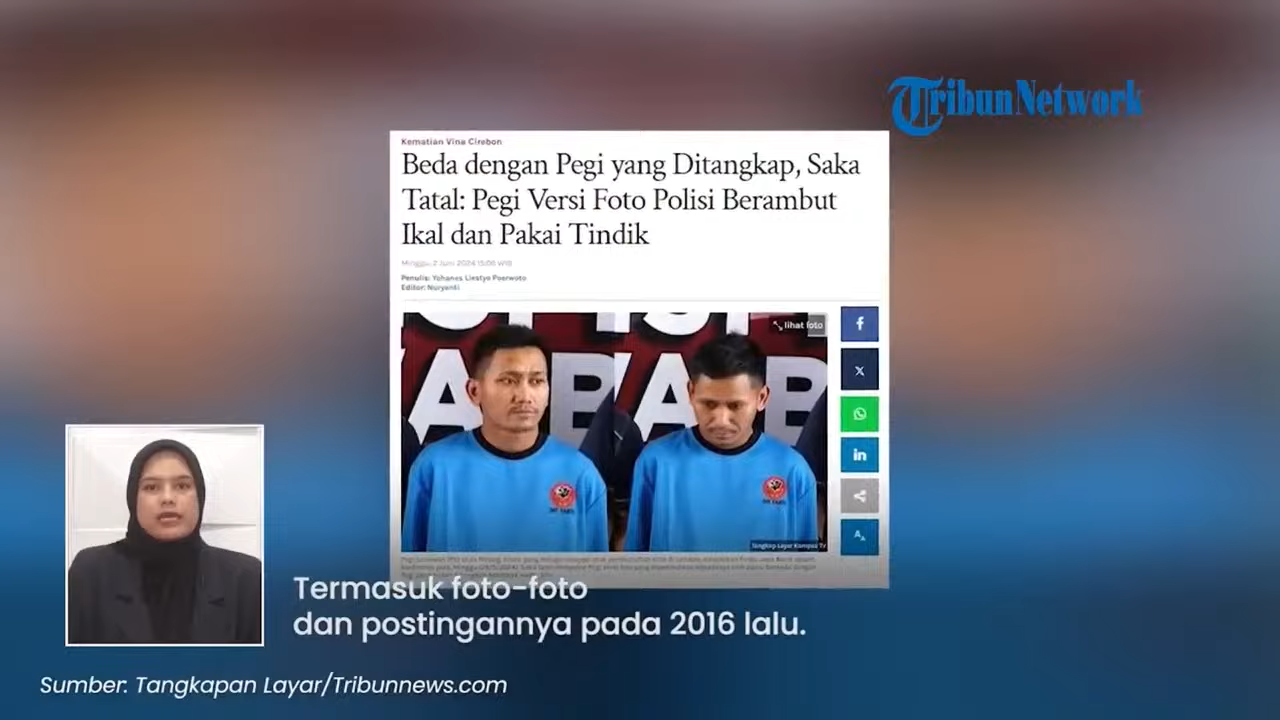 TribunNetwork
Kematian Vina Cirebon
Beda dengan Pegi yang Ditangkap, Saka
Tatal: Pegi Versi Foto Polisi Berambut
Ikal dan Pakai Tindik
Minggu, 2 Juni 2024 15:06 WIB
Penulis: Yohanes Liestyo Poerwoto
Editor: Nuryanti
lihat foto
Tangkap Layar Kompas TV
Termasuk foto-foto
dan postingannya pada 2016 lalu.
Sumber: Tangkapan Layar/Tribunnews.com